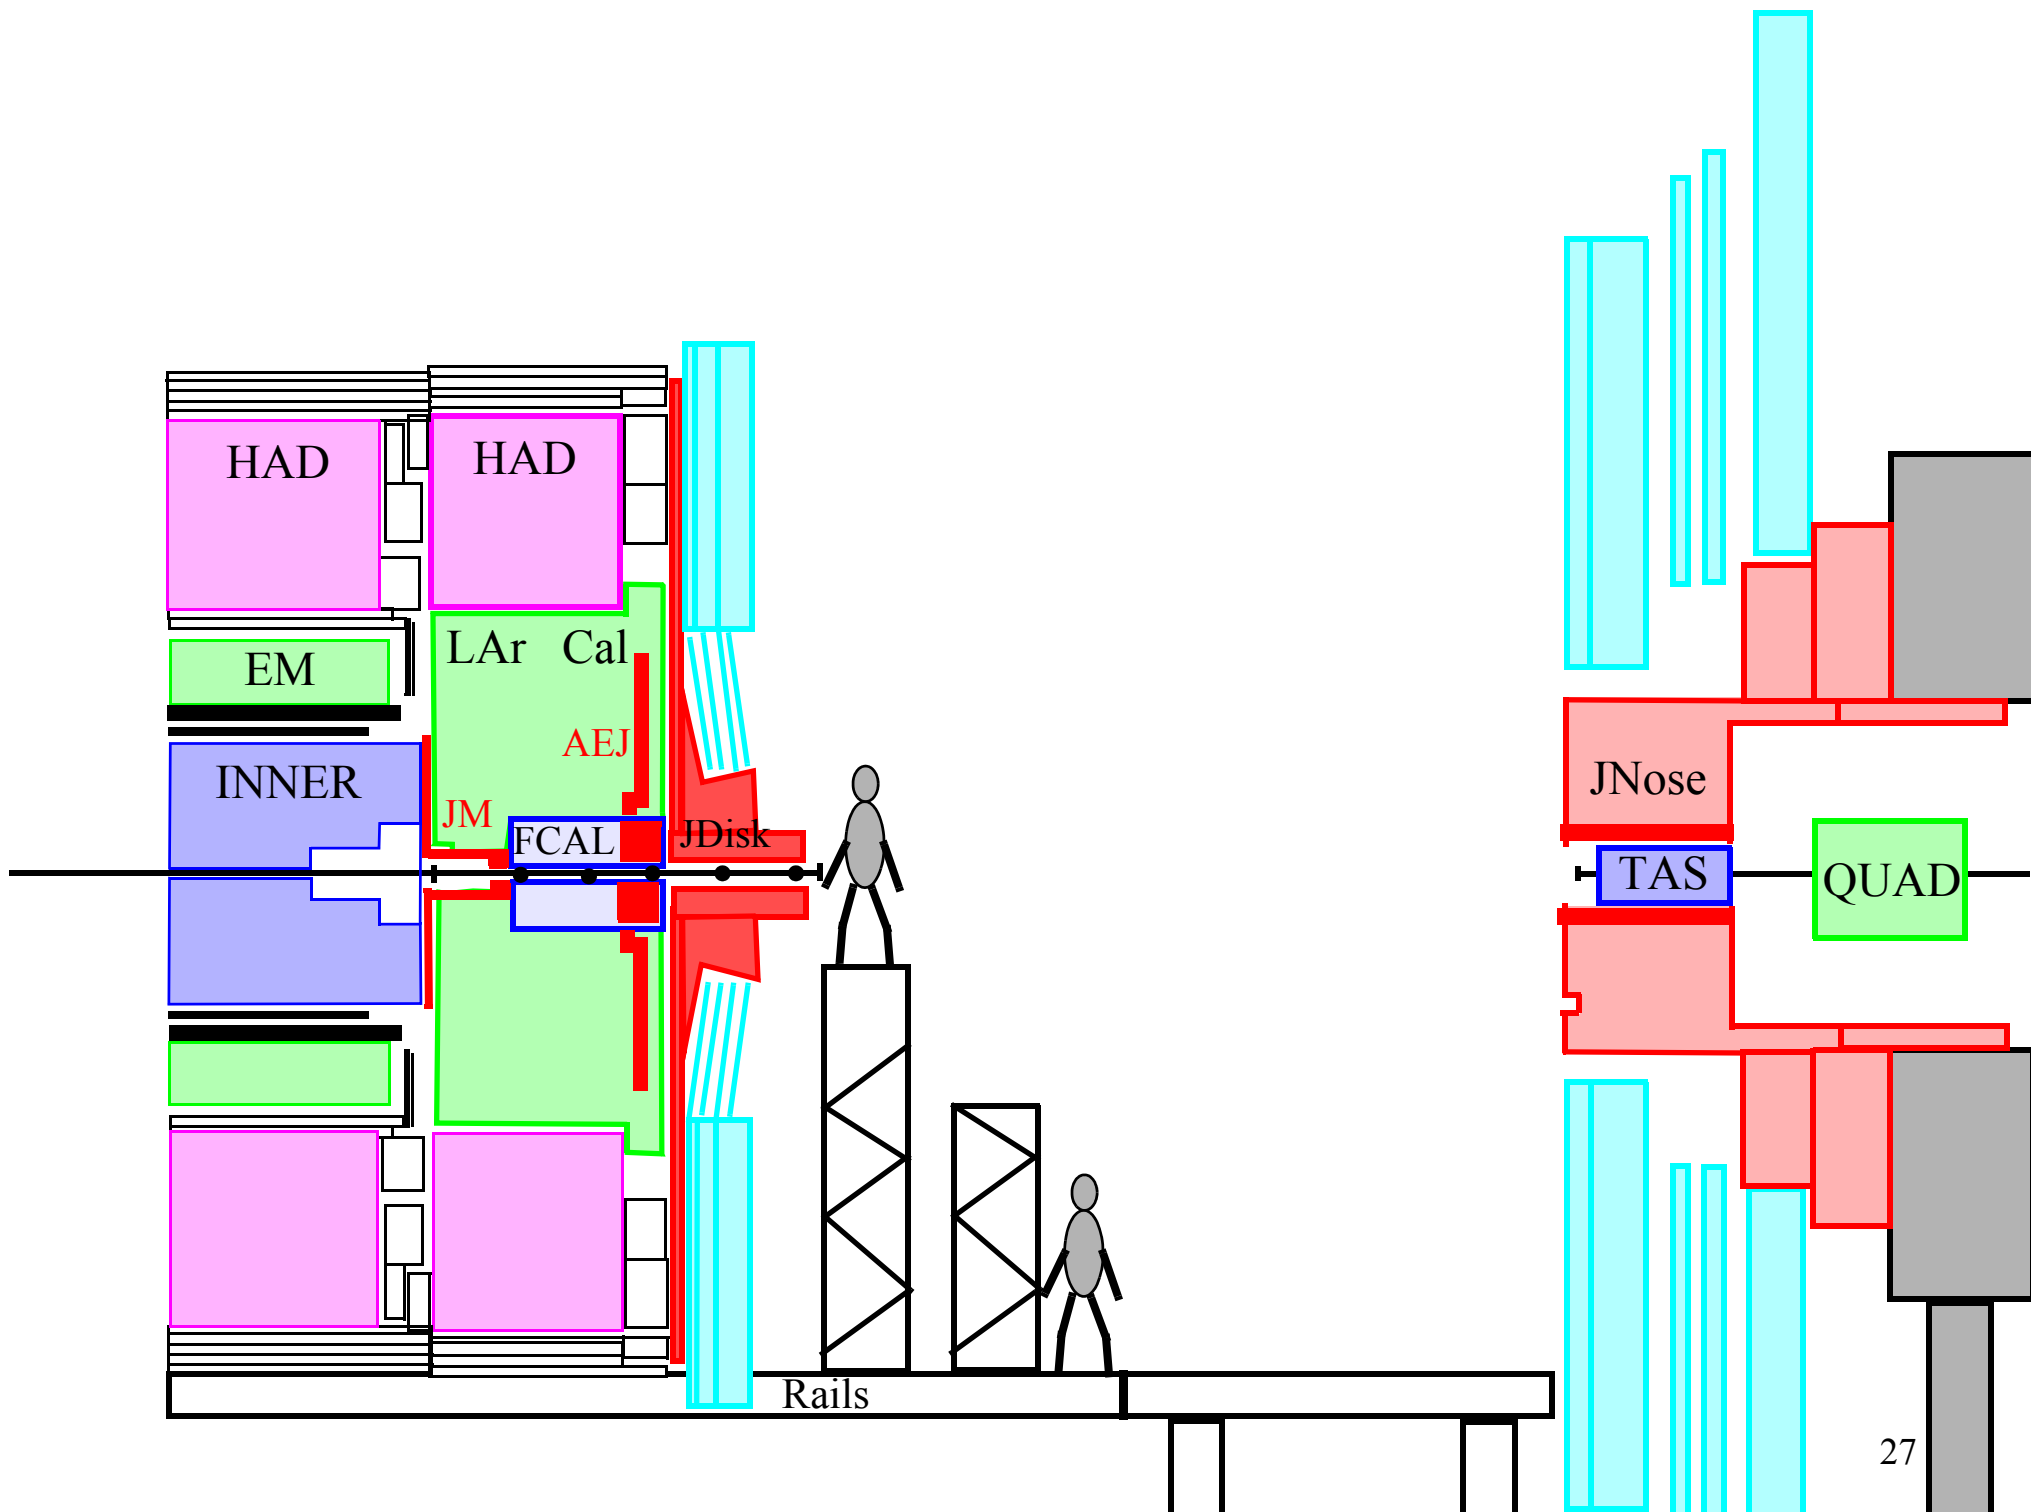 HAD
HAD
LAr Cal
EM
AEJ
INNER
JM
FCAL
JDisk
JNose
TAS
QUAD
Rails
27